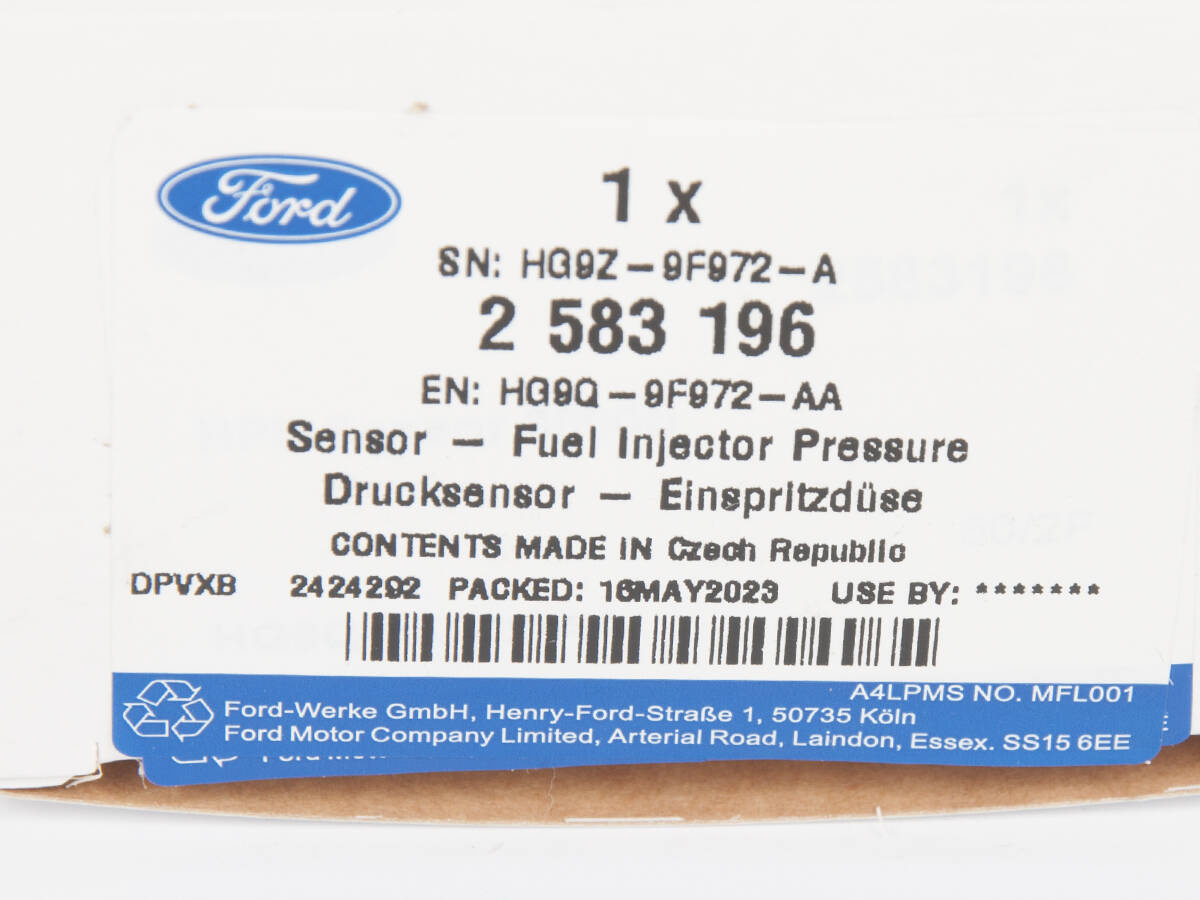 Ford
1 x
SN: HG9Z-9F972-A
2 583 196
EN: HG9Q-9F972-AA
Sensor - Fuel Injector Pressure
Drucksensor - Einspritzdüse
CONTENTS MADE IN Czech Republic
DPVXB 2424292 PACKED: 16MAY2023 USE BY: *******
A4LPMS NO. MFL001
Ford-Werke GmbH, Henry-Ford-Straße 1, 50735 Köln
Ford Motor Company Limited, Arterial Road, Laindon, Essex. SS15 6EE